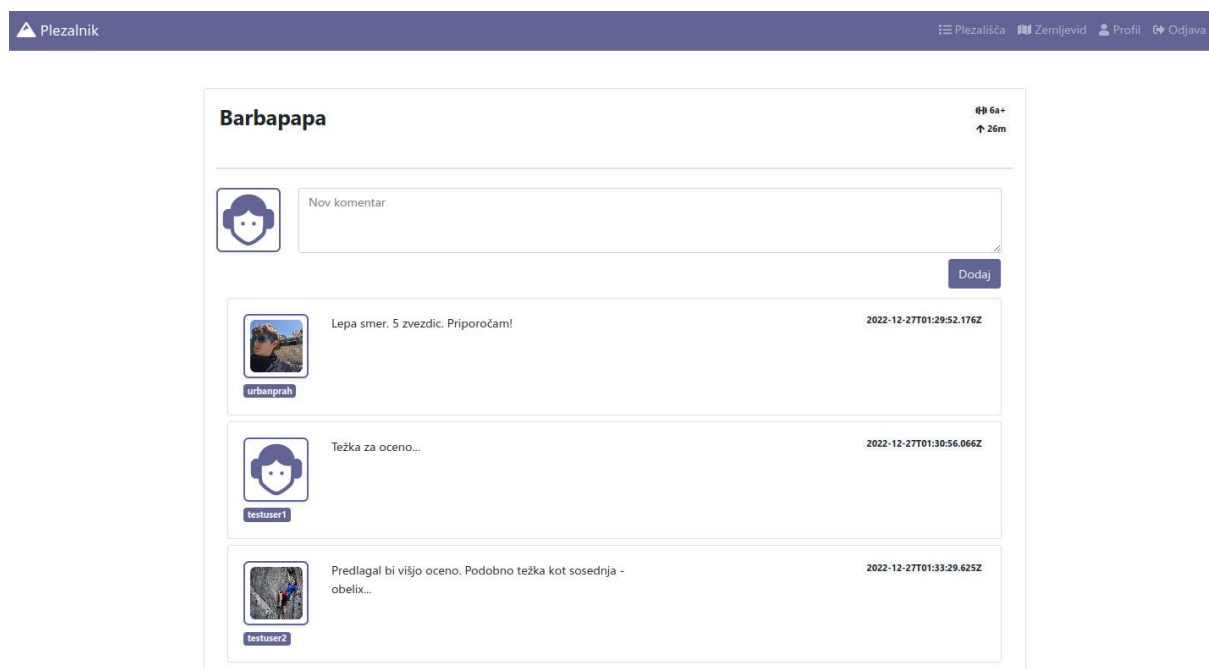 Plezalnik
Plezališča Zemljevid Profil Odjava
Barbapapa
6a+
26m
Nov komentar
Dodaj
Lepa smer. 5 zvezdic. Priporočam!
2022-12-27T01:29:52.176Z
urbanprah
Težka za oceno...
2022-12-27T01:30:56.066Z
testuser1
Predlagal bi višjo oceno. Podobno težka kot sosednja -
obelix...
2022-12-27T01:33:29.625Z
testuser2